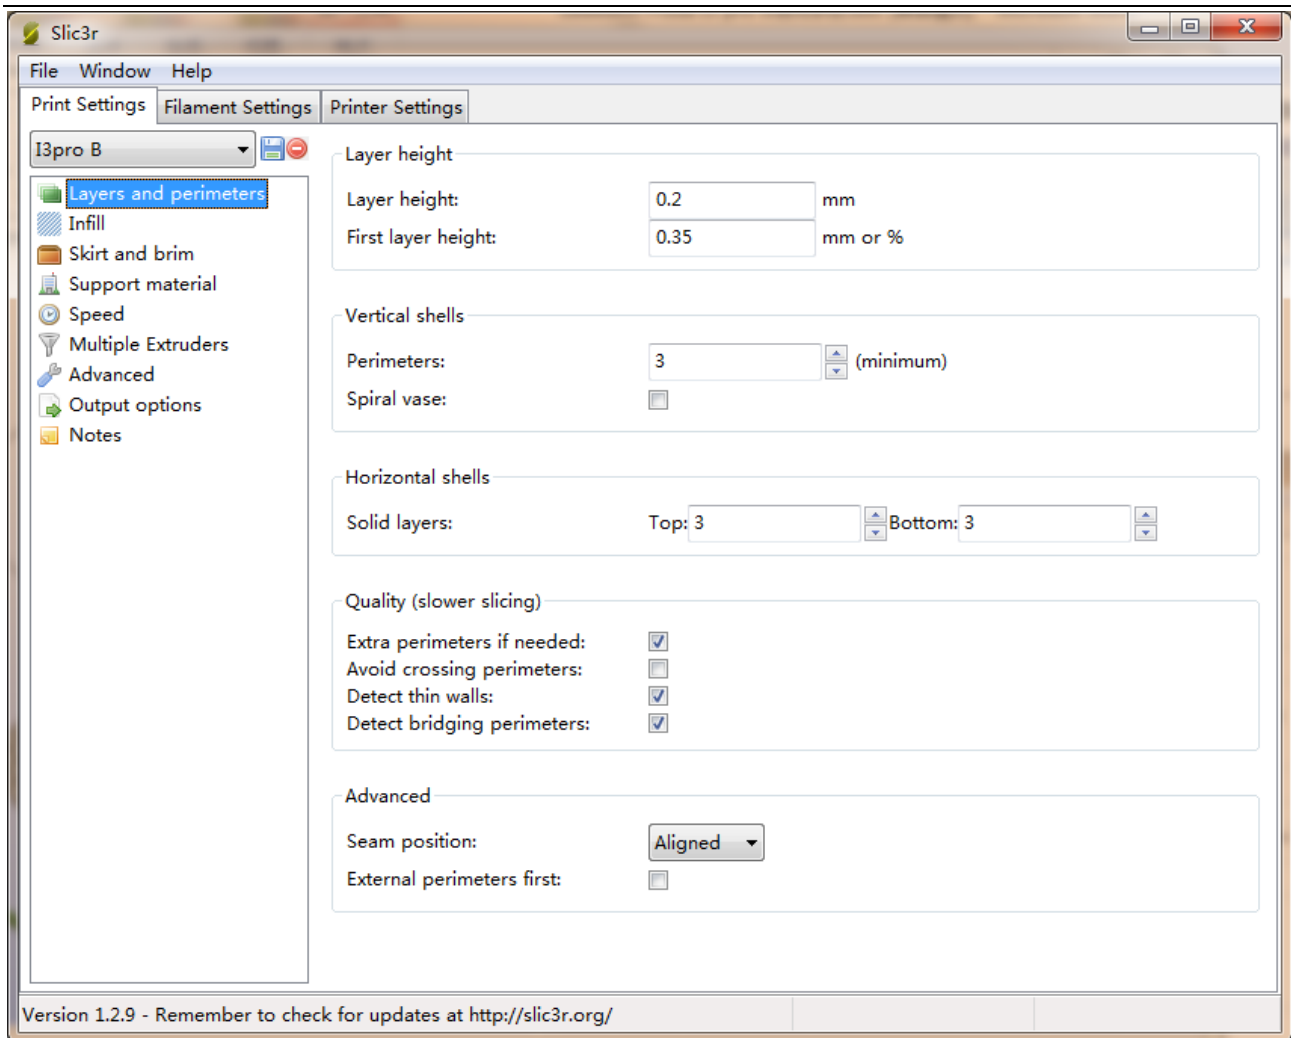 Slic3r
File Window Help
Print Settings Filament Settings Printer Settings
I3pro B
Layers and perimeters
Infill
Skirt and brim
Support material
Speed
Multiple Extruders
Advanced
Output options
Notes
Layer height
Layer height: 0.2 mm
First layer height: 0.35 mm or %
Vertical shells
Perimeters: 3 (minimum)
Spiral vase:
Horizontal shells
Solid layers: Top: 3 Bottom: 3
Quality (slower slicing)
Extra perimeters if needed:
Avoid crossing perimeters:
Detect thin walls:
Detect bridging perimeters:
Advanced
Seam position: Aligned
External perimeters first:
Version 1.2.9 - Remember to check for updates at http://slic3r.org/